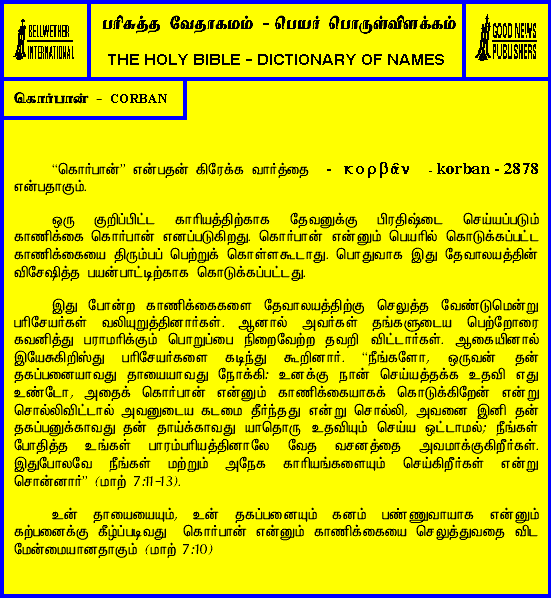 BELLWETHER
INTERNATIONAL
பரிசுத்த வேதாகமம் - பெயர் பொருள்விளக்கம்
THE HOLY BIBLE - DICTIONARY OF NAMES
GOOD NEWS
PUBLISHERS
கொர்பான் - CORBAN
“கொர்பான்” என்பதன் கிரேக்க வார்த்தை - κορβᾶν - korban - 2878
என்பதாகும்.
ஒரு குறிப்பிட்ட காரியத்திற்காக தேவனுக்கு பிரதிஷ்டை செய்யப்படும்
காணிக்கை கொர்பான் எனப்படுகிறது. கொர்பான் என்னும் பெயரில் கொடுக்கப்பட்ட
காணிக்கையை திரும்பப் பெற்றுக் கொள்ளகூடாது. பொதுவாக இது தேவாலயத்தின்
விசேஷித்த பயன்பாட்டிற்காக கொடுக்கப்பட்டது.
இது போன்ற காணிக்கைகளை தேவாலயத்திற்கு செலுத்த வேண்டுமென்று
பரிசேயர்கள் வலியுறுத்தினார்கள். ஆனால் அவர்கள் தங்களுடைய பெற்றோரை
கவனித்து பராமரிக்கும் பொறுப்பை நிறைவேற்ற தவறி விட்டார்கள். ஆகையினால்
இயேசுகிறிஸ்து பரிசேயர்களை கடிந்து கூறினார். “நீங்களோ, ஒருவன் தன்
தகப்பனையாவது தாயையாவது நோக்கி: உனக்கு நான் செய்யத்தக்க உதவி எது
உண்டோ, அதைக் கொர்பான் என்னும் காணிக்கையாகக் கொடுக்கிறேன் என்று
சொல்லிவிட்டால் அவனுடைய கடமை தீர்ந்தது என்று சொல்லி, அவனை இனி தன்
தகப்பனுக்காவது தன் தாய்க்காவது யாதொரு உதவியும் செய்ய ஒட்டாமல்; நீங்கள்
போதித்த உங்கள் பாரம்பரியத்தினாலே வேத வசனத்தை அவமாக்குகிறீர்கள்.
இதுபோலவே நீங்கள் மற்றும் அநேக காரியங்களையும் செய்கிறீர்கள் என்று
சொன்னார்” (மாற் 7:11-13).
உன் தாயையையும், உன் தகப்பனையும் கனம் பண்ணுவாயாக என்னும்
கற்பனைக்கு கீழ்ப்படிவது கொர்பான் என்னும் காணிக்கையை செலுத்துவதை விட
மேன்மையானதாகும் (மாற் 7:10)